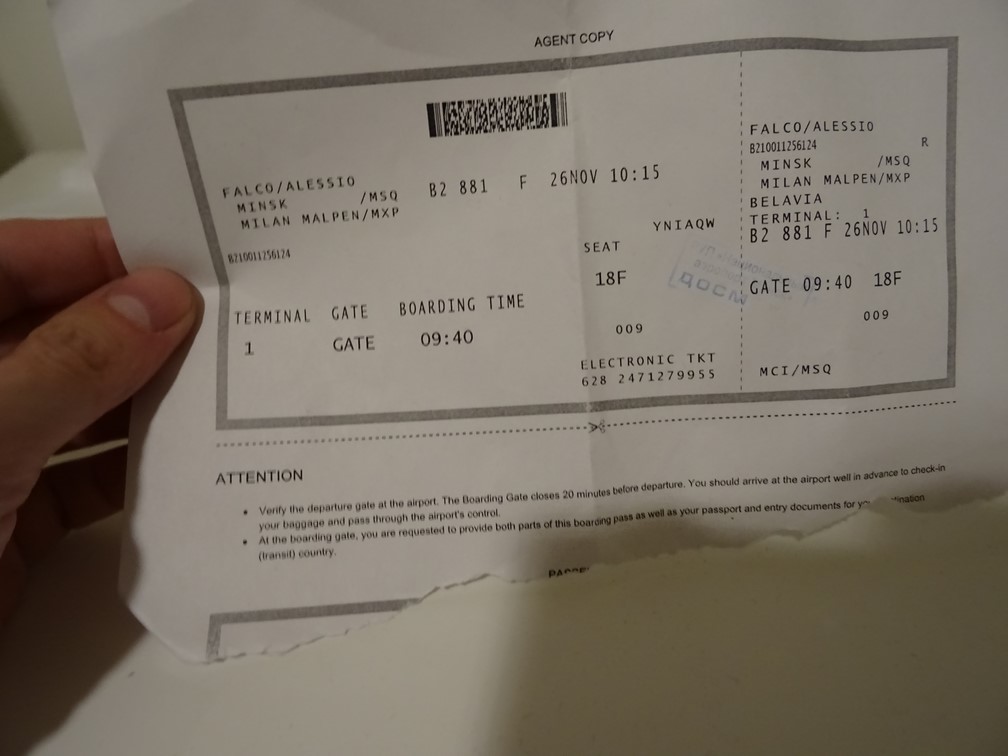 AGENT COPY
FALCO/ALESSIO
MINSK /MSQ
MILAN MALPEN/MXP
B2 881 F 26NOV 10:15
B210011256124
YNIAQW
SEAT
18F
TERMINAL GATE BOARDING TIME
1 GATE 09:40
009
ELECTRONIC TKT
628 2471279955
FALCO/ALESSIO
B210011256124 R
MINSK /MSQ
MILAN MALPEN/MXP
BELAVIA
TERMINAL: 1
B2 881 F 26NOV 10:15
GATE 09:40 18F
009
MCI/MSQ
ATTENTION
• Verify the departure gate at the airport. The Boarding Gate closes 20 minutes before departure. You should arrive at the airport well in advance to check-in
your baggage and pass through the airport's control.
• At the boarding gate, you are requested to provide both parts of this boarding pass as well as your passport and entry documents for
(transit) country.